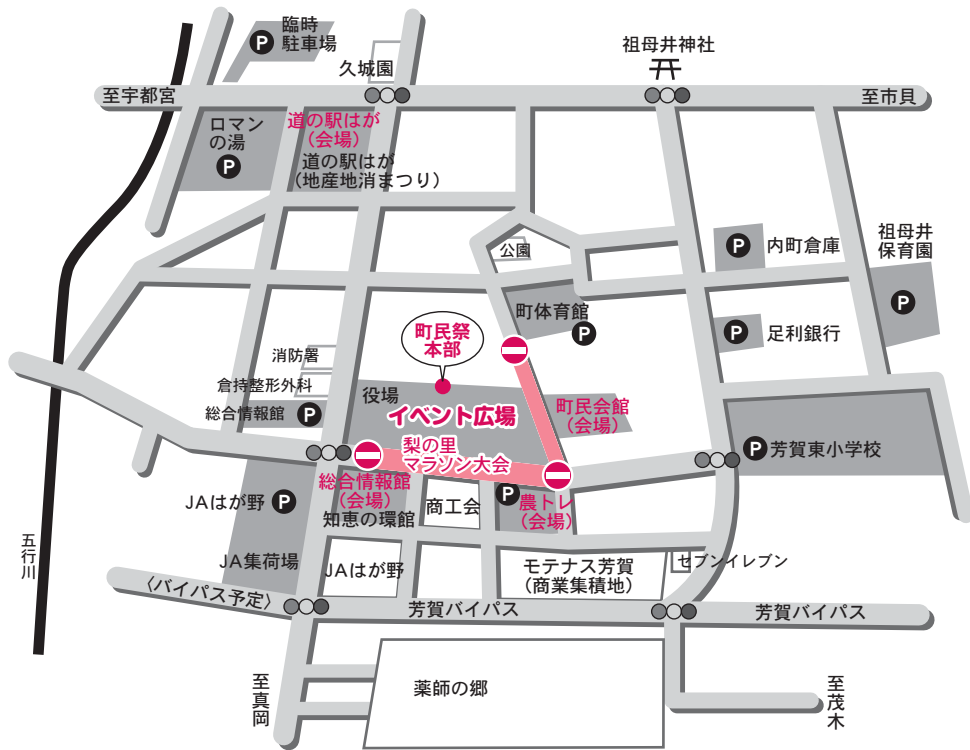 臨時
駐車場
P
久城園
祖母井神社
至宇都宮
至市貝
ロマン
の湯
P
道の駅はが
(会場)
道の駅はが
(地産地消まつり)
公園
P
内町倉庫
祖母井
保育園
P
町体育館
P
P
足利銀行
町民祭
本部
消防署
倉持整形外科
総合情報館
P
役場
イベント広場
町民会館
(会場)
梨の里
マラソン大会
P
芳賀東小学校
JAはが野
P
総合情報館
(会場)
知恵の環館
商工会
P
農トレ
(会場)
五行川
JA集荷場
JAはが野
モテナス芳賀
(商業集積地)
セブンイレブン
〈バイパス予定〉
芳賀バイパス
芳賀バイパス
至真岡
薬師の郷
至茂木